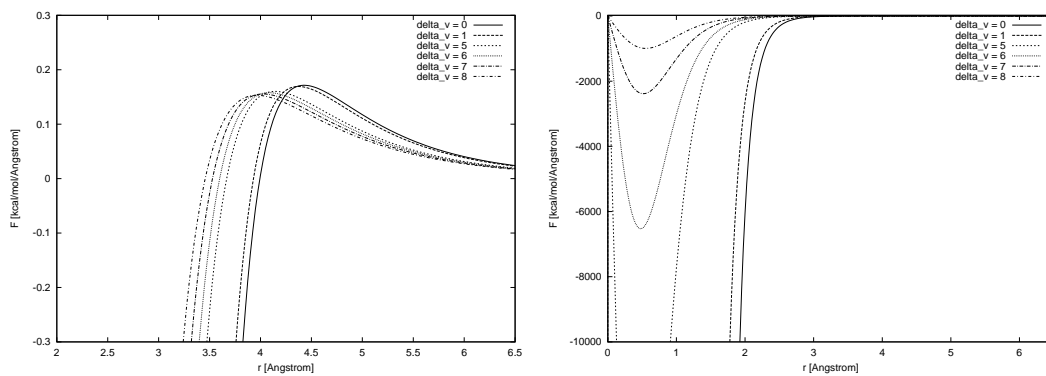 0.3
0.2
0.1
0
-0.1
-0.2
-0.3
2
2.5
3
3.5
4
4.5
5
5.5
6
6.5
F [kcal/mol/Angstrom]
r [Angstrom]
delta_v = 0
delta_v = 1
delta_v = 5
delta_v = 6
delta_v = 7
delta_v = 8
0
-2000
-4000
-6000
-8000
-10000
0
1
2
3
4
5
6
F [kcal/mol/Angstrom]
r [Angstrom]
delta_v = 0
delta_v = 1
delta_v = 5
delta_v = 6
delta_v = 7
delta_v = 8